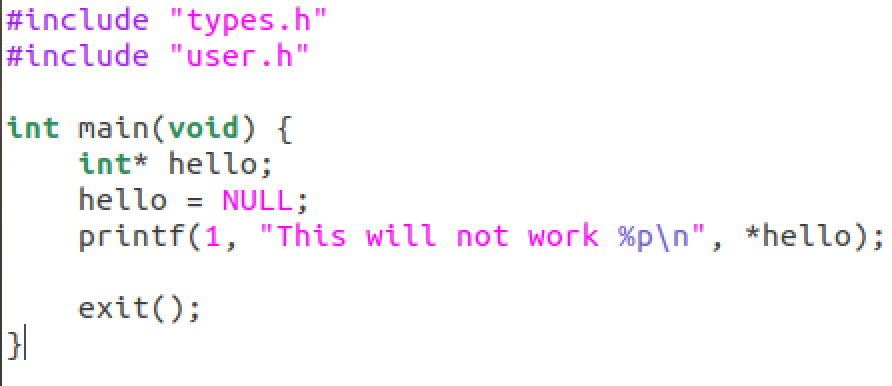 #include "types.h"
#include "user.h"

int main(void) {
    int* hello;
    hello = NULL;
    printf(1, "This will not work %p\n", *hello);

    exit();
}